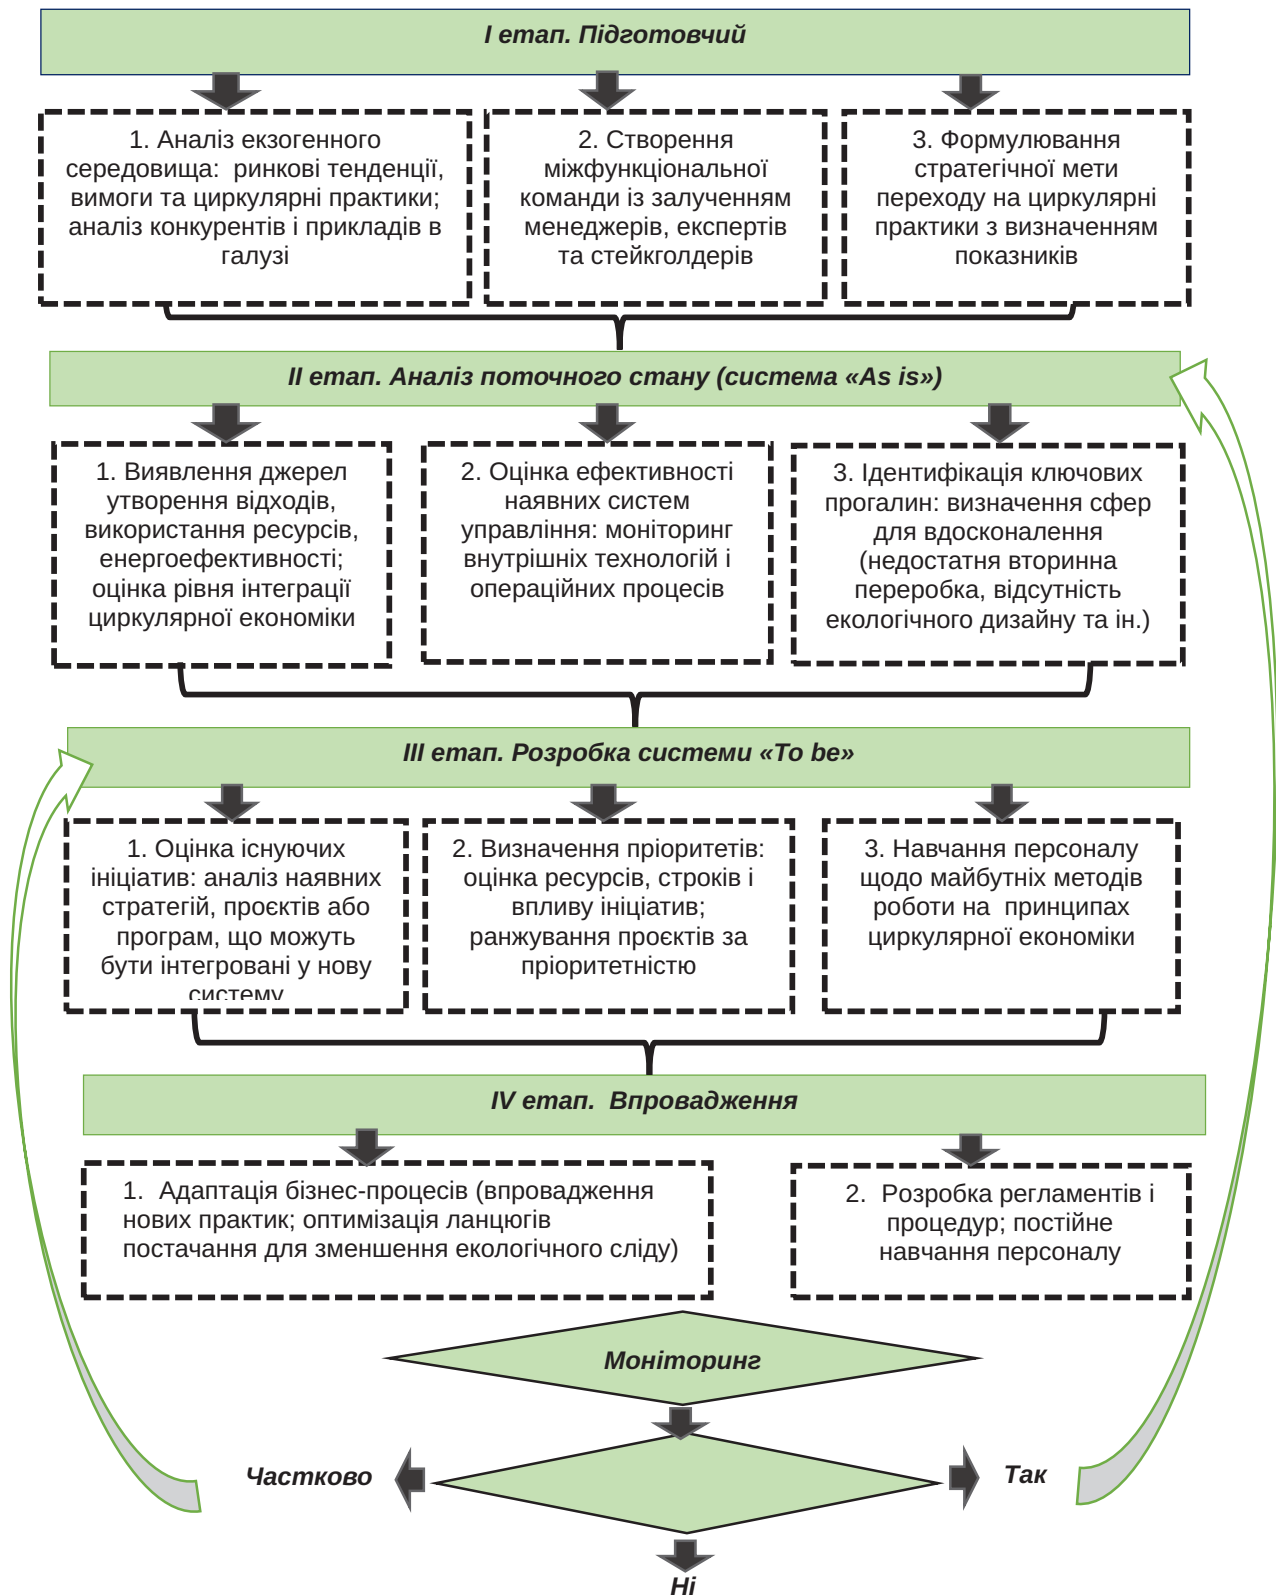 І етап. Підготовчий
1. Аналіз екзогенного
середовища: ринкові тенденції,
вимоги та циркулярні практики;
аналіз конкурентів і прикладів в
галузі
2. Створення
міжфункціональної
команди із залученням
менеджерів, експертів
та стейкголдерів
3. Формулювання
стратегічної мети
переходу на циркулярні
практики з визначенням
показників
ІІ етап. Аналіз поточного стану (система «As is»)
1. Виявлення джерел
утворення відходів,
використання ресурсів,
енергоефективності;
оцінка рівня інтеграції
циркулярної економіки
2. Оцінка ефективності
наявних систем
управління: моніторинг
внутрішніх технологій і
операційних процесів
3. Ідентифікація ключових
прогалин: визначення сфер
для вдосконалення
(недостатня вторинна
переробка, відсутність
екологічного дизайну та ін.)
ІІІ етап. Розробка системи «To be»
1. Оцінка існуючих
ініціатив: аналіз наявних
стратегій, проєктів або
програм, що можуть
бути інтегровані у нову
систему
2. Визначення пріоритетів:
оцінка ресурсів, строків і
впливу ініціатив;
ранжування проєктів за
пріоритетністю
3. Навчання персоналу
щодо майбутніх методів
роботи на принципах
циркулярної економіки
IV етап. Впровадження
1. Адаптація бізнес-процесів (впровадження
нових практик; оптимізація ланцюгів
постачання для зменшення екологічного сліду)
2. Розробка регламентів і
процедур; постійне
навчання персоналу
Моніторинг
Частково
Так
Ні